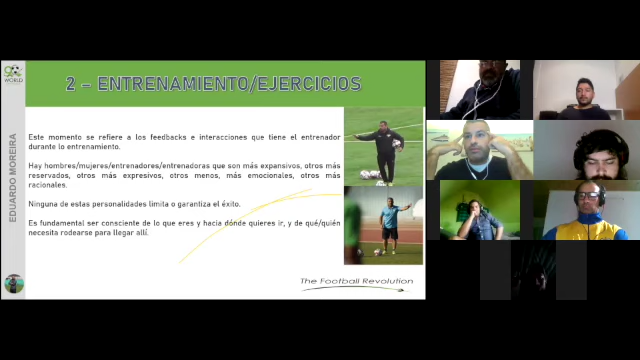 WORLD
EDUARDO MOREIRA
2 – ENTRENAMIENTO/EJERCICIOS
Este momento se refiere a los feedbacks e interacciones que tiene el entrenador
durante lo entrenamiento.
Hay hombres/mujeres/entrenadores/entrenadoras que son más expansivos, otros más
reservados, otros más expresivos, otros menos, más emocionales, otros más
racionales.
Ninguna de estas personalidades limita o garantiza el éxito.
Es fundamental ser consciente de lo que eres y hacia dónde quieres ir, y de qué/quién
necesita rodearse para llegar allí.
The Football Revolution